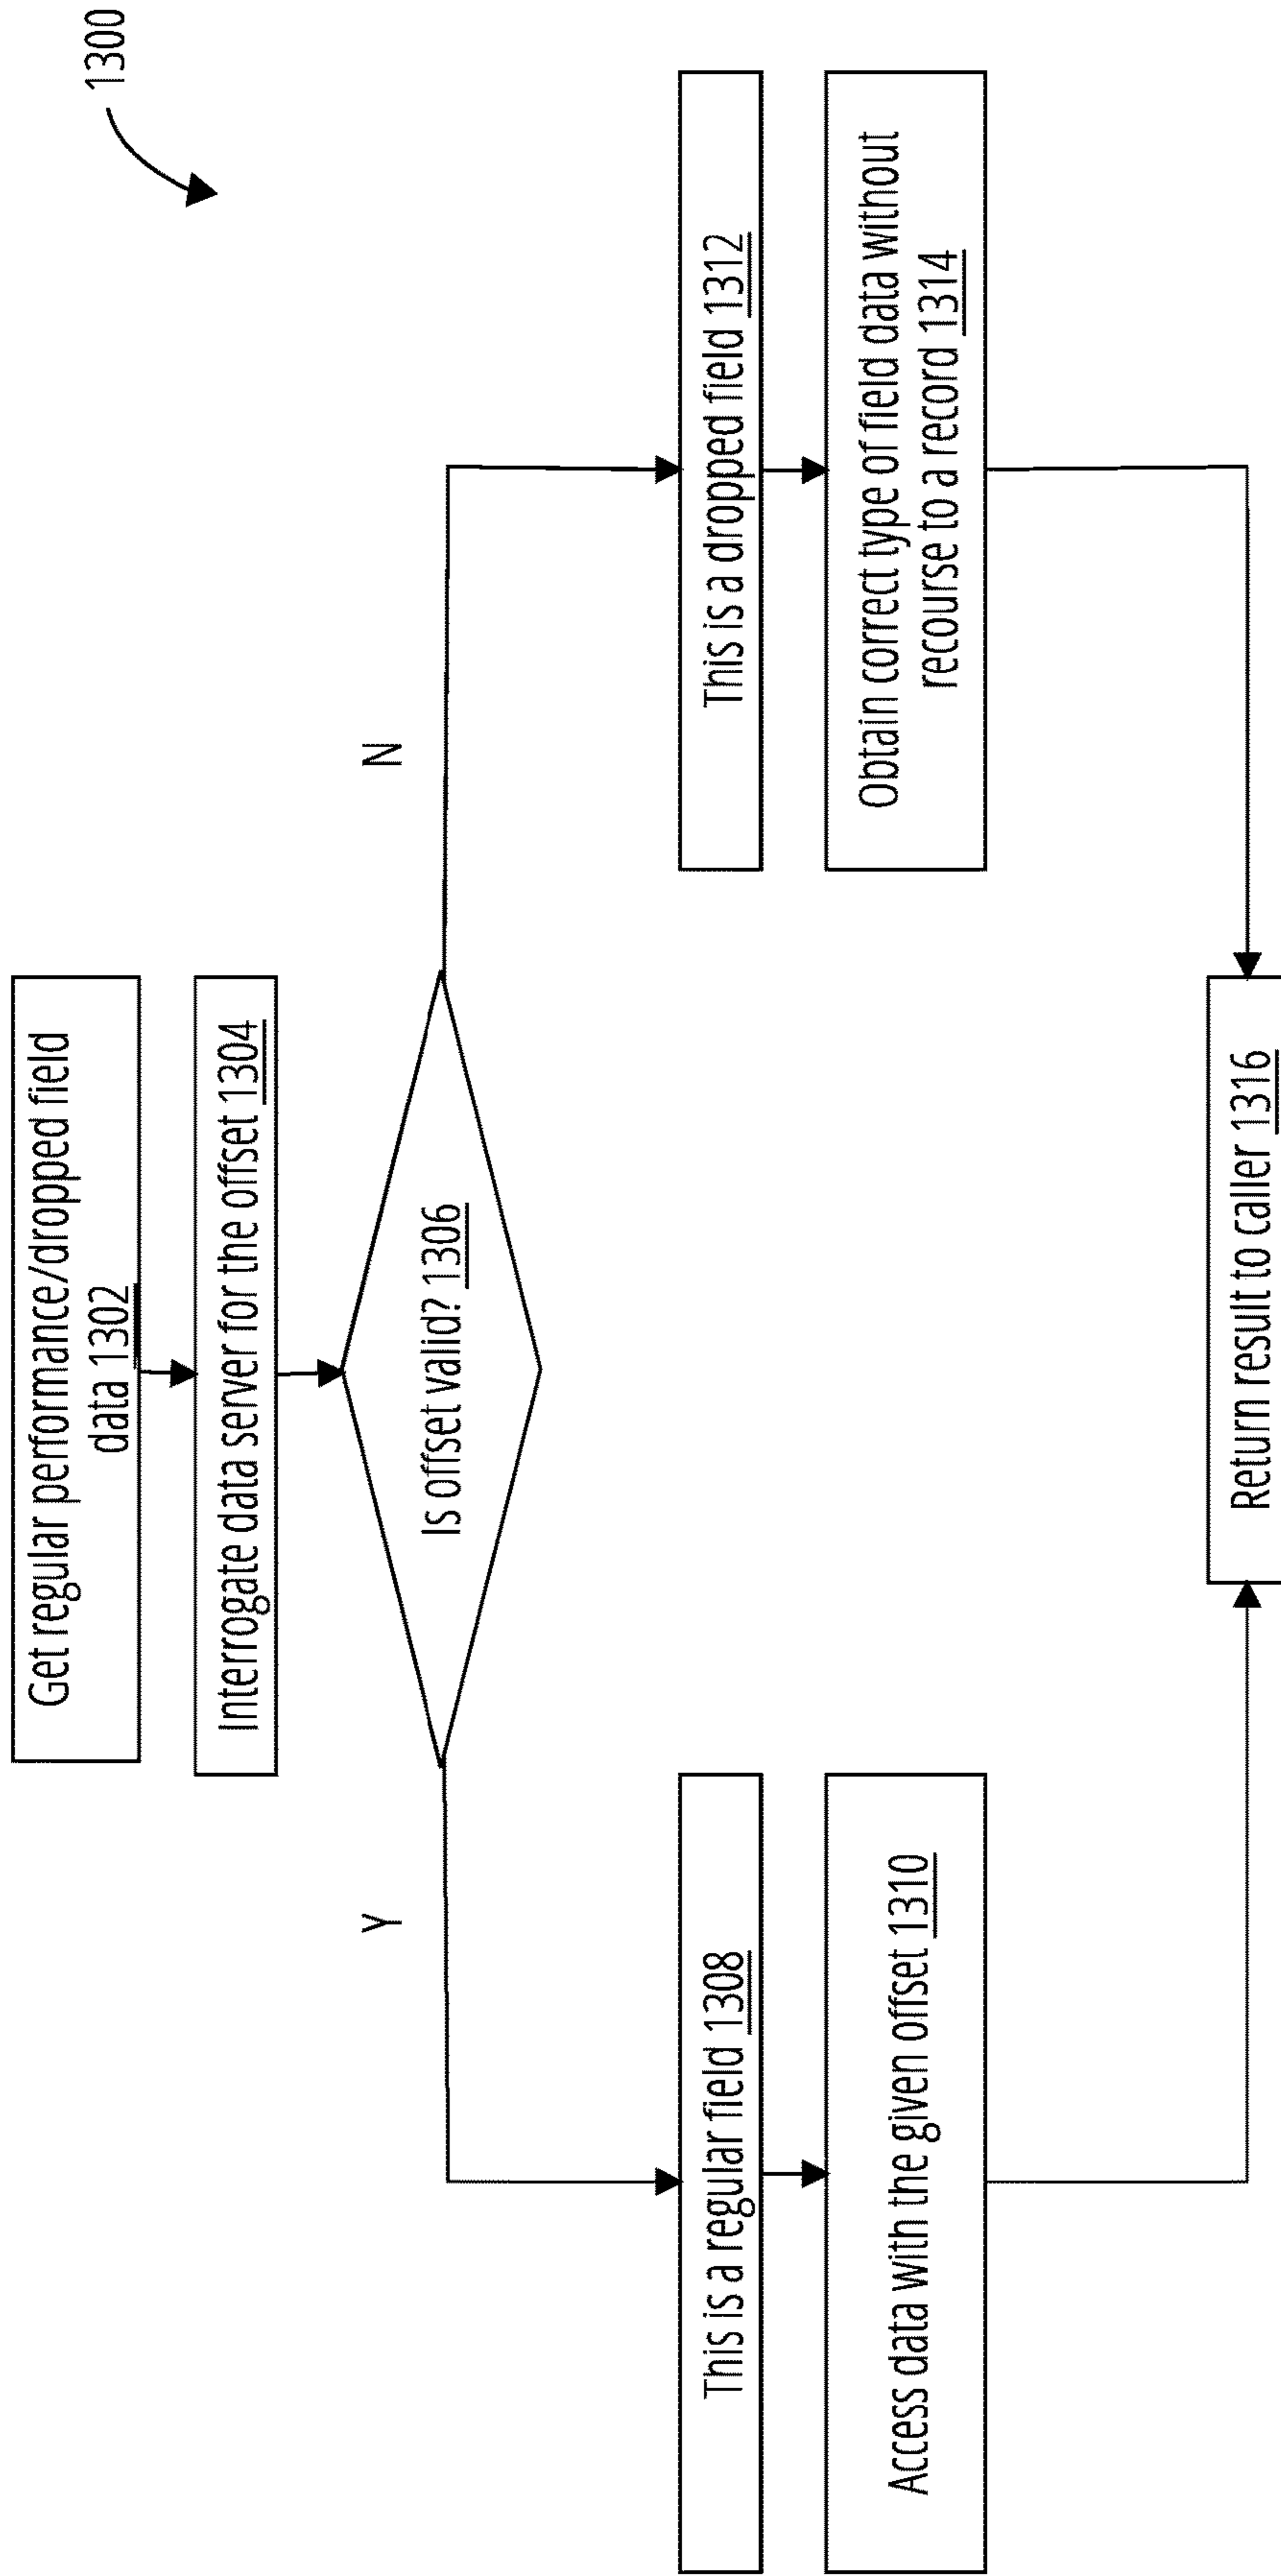 1300
Get regular performance/dropped field
data 1302
Interrogate data server for the offset 1304
Is offset valid? 1306
Y
N
This is a regular field 1308
This is a dropped field 1312
Access data with the given offset 1310
Obtain correct type of field data without
recourse to a record 1314
Return result to caller 1316